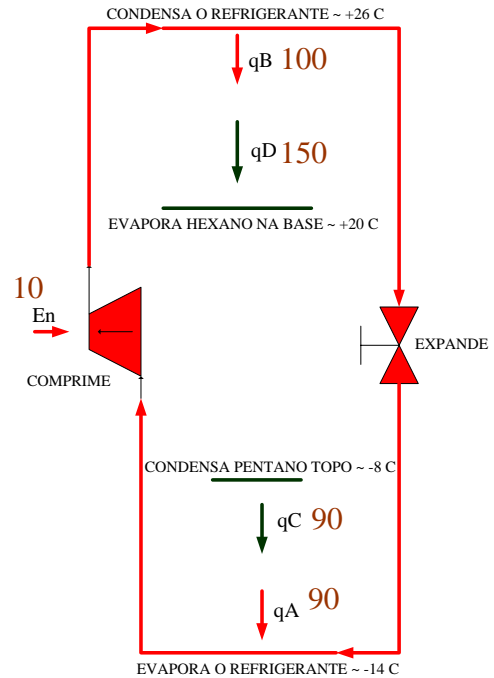 CONDENSA O REFRIGERANTE ~ +26 C
qB 100
qD 150
EVAPORA HEXANO NA BASE ~ +20 C
10
En
EXPANDE
COMPRIME
CONDENSA PENTANO TOPO ~ -8 C
qC 90
qA 90
EVAPORA O REFRIGERANTE ~ -14 C